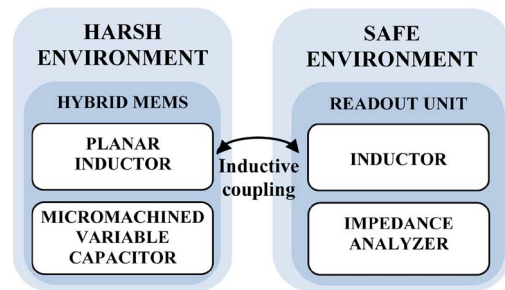 HARSH
ENVIRONMENT
HYBRID MEMS
PLANAR
INDUCTOR
MICROMACHINED
VARIABLE
CAPACITOR
Inductive
coupling
SAFE
ENVIRONMENT
READOUT UNIT
INDUCTOR
IMPEDANCE
ANALYZER